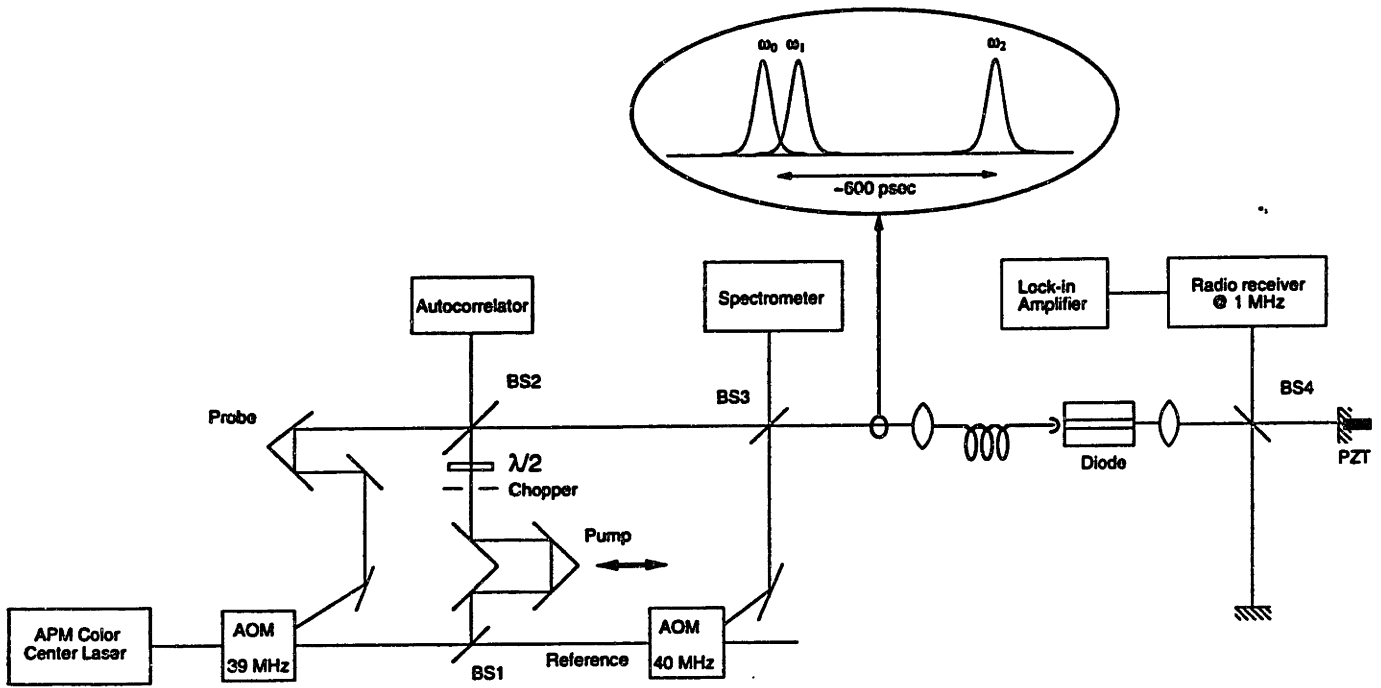 ω₀ ω₁ ω₂
~600 psec
Autocorrelator
Spectrometer
Lock-in
Amplifier
Radio receiver
@ 1 MHz
BS2
BS3
BS4
Probe
λ/2
Chopper
Diode
PZT
Pump
APM Color
Center Laser
AOM
39 MHz
BS1
Reference
AOM
40 MHz